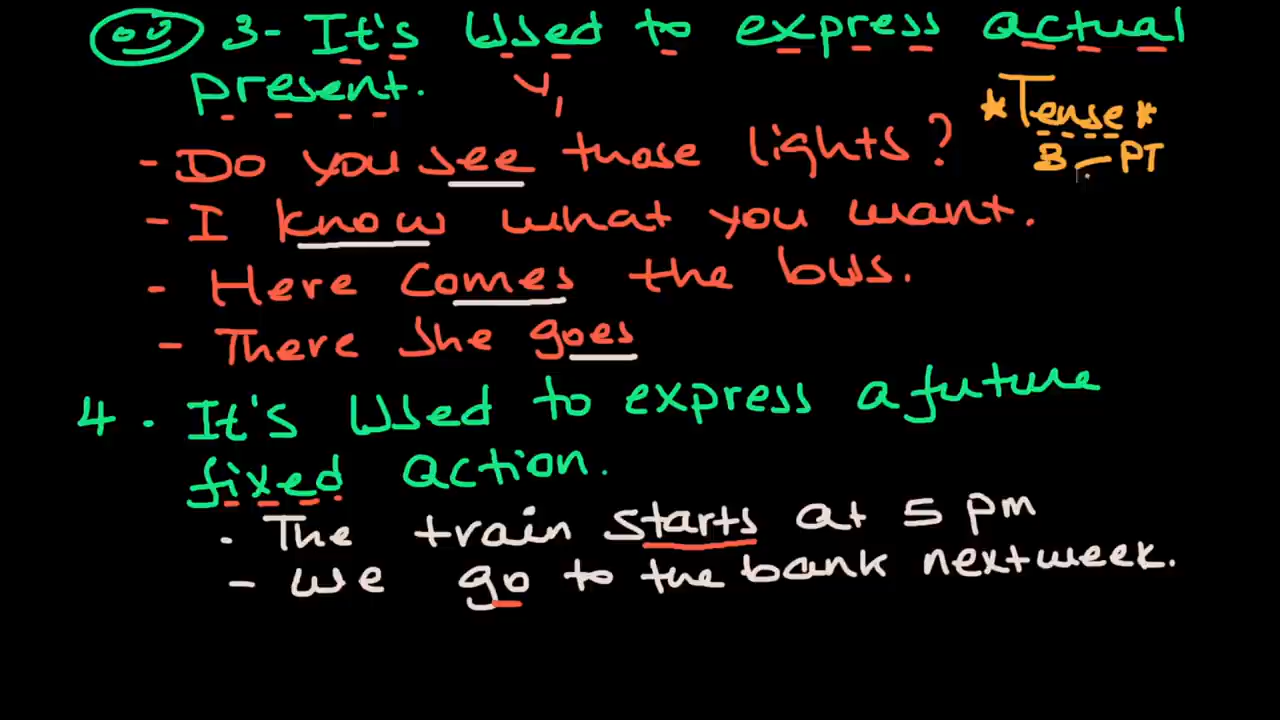 3- It's Used to express actual
present. V1
*Tense*
B PT
- Do you see those lights?
- I know what you want.
- Here comes the bus.
- There she goes
4. It's Used to express a future
fixed action.
- The train starts at 5 pm
- We go to the bank next week.